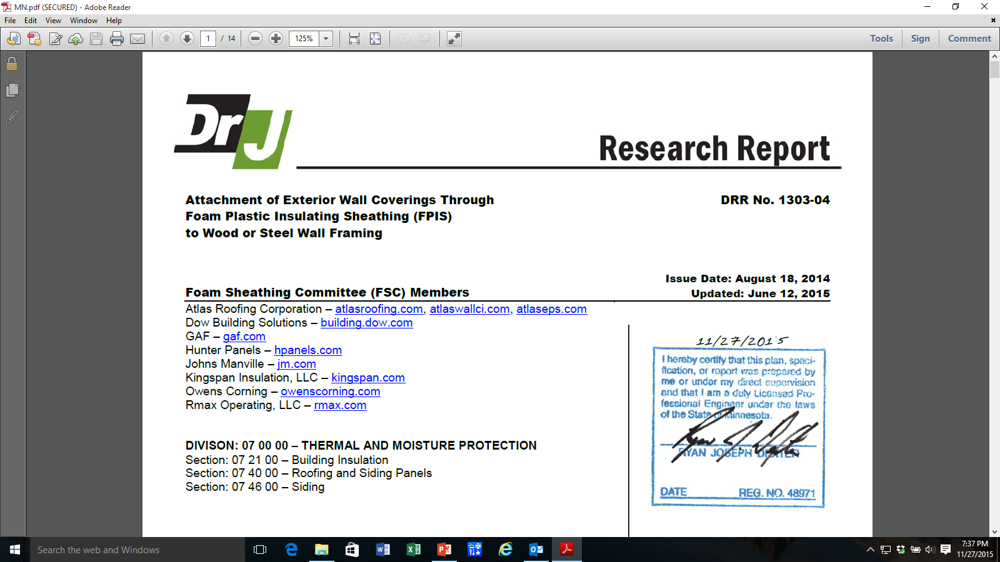 MN.pdf (SECURED) - Adobe Reader
File Edit View Window Help
1 / 14 125% Tools Sign Comment
DrJ
Research Report
Attachment of Exterior Wall Coverings Through
Foam Plastic Insulating Sheathing (FPIS)
to Wood or Steel Wall Framing
DRR No. 1303-04
Issue Date: August 18, 2014
Updated: June 12, 2015
Foam Sheathing Committee (FSC) Members
Atlas Roofing Corporation – atlasroofing.com, atlaswallci.com, atlaseps.com
Dow Building Solutions – building.dow.com
GAF – gaf.com
Hunter Panels – hpanels.com
Johns Manville – jm.com
Kingspan Insulation, LLC – kingspan.com
Owens Corning – owenscorning.com
Rmax Operating, LLC – rmax.com
DIVISON: 07 00 00 – THERMAL AND MOISTURE PROTECTION
Section: 07 21 00 – Building Insulation
Section: 07 40 00 – Roofing and Siding Panels
Section: 07 46 00 – Siding
11/27/2015
I hereby certify that this plan, speci-
fication, or report was prepared by
me or under my direct supervision
and that I am a duly Licensed Pro-
fessional Engineer under the laws
of the State of Minnesota.
RYAN JOSEPH DEXTER
DATE REG. NO. 48971
Search the web and Windows
7:37 PM
11/27/2015